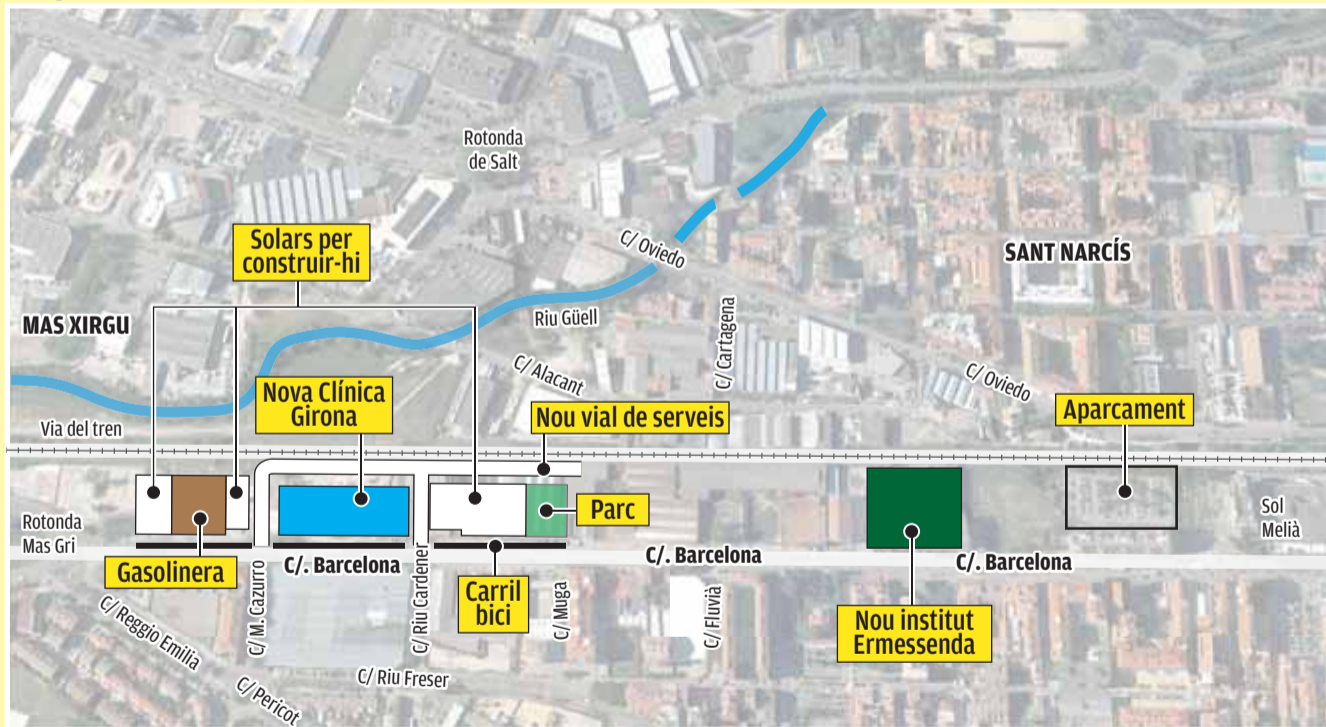 Rotonda
de Salt
Solars per
construir-hi
C/ Oviedo
SANT NARCÍS
MAS XIRGU
Riu Güell
C/ Cartagena
C/ Alacant
C/ Oviedo
Nova Clínica
Girona
Nou vial de serveis
Aparcament
Via del tren
Rotonda
Mas Gri
Parc
Sol
Melià
Gasolinera
C/. Barcelona
C/. Barcelona
C/. Barcelona
Carril
bici
C/ M. Cazurro
C/ Riu Cardener
C/ Muga
C/ Fluvià
Nou institut
Ermessenda
C/ Reggio Emilia
C/ Pericot
C/ Riu Freser